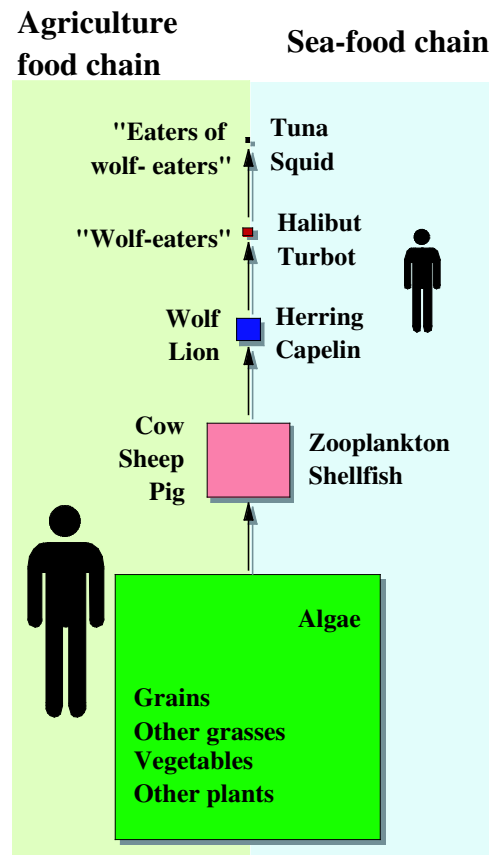 Agriculture
food chain
Sea-food chain
"Eaters of
wolf- eaters"
Tuna
Squid
"Wolf-eaters"
Halibut
Turbot
Wolf
Lion
Herring
Capelin
Cow
Sheep
Pig
Zooplankton
Shellfish
Algae
Grains
Other grasses
Vegetables
Other plants